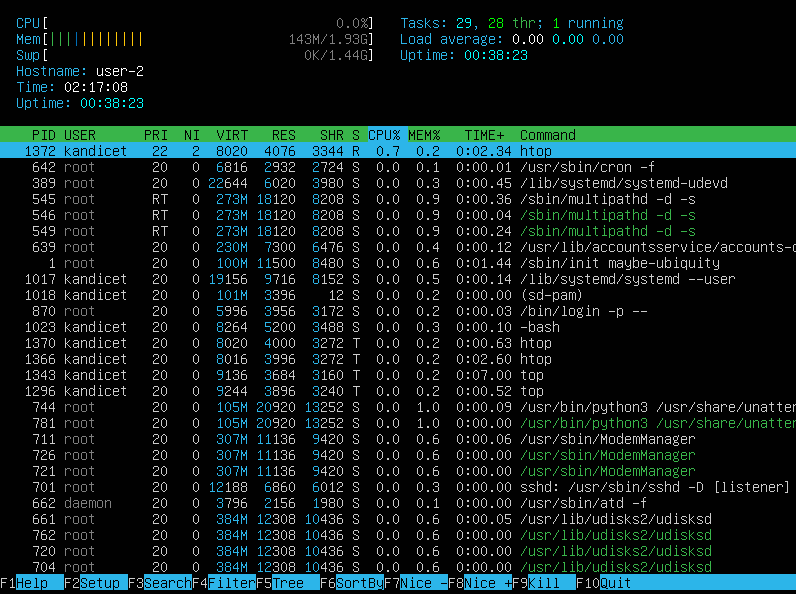 CPU[ 0.0%] Tasks: 29, 28 thr; 1 running
Mem[||||||||||||143M/1.93G] Load average: 0.00 0.00 0.00
Swp[ 0K/1.44G] Uptime: 00:38:23
Hostname: user-2
Time: 02:17:08
Uptime: 00:38:23
PID USER PRI NI VIRT RES SHR S CPU% MEM% TIME+ Command
1372 kandicet 22 2 8020 4076 3344 R 0.7 0.2 0:02.34 htop
642 root 20 0 6816 2932 2724 S 0.0 0.1 0:00.01 /usr/sbin/cron -f
389 root 20 0 22644 6020 3980 S 0.0 0.3 0:00.45 /lib/systemd/systemd-udevd
545 root RT 0 273M 18120 8208 S 0.0 0.9 0:00.36 /sbin/multipathd -d -s
546 root RT 0 273M 18120 8208 S 0.0 0.9 0:00.04 /sbin/multipathd -d -s
549 root RT 0 273M 18120 8208 S 0.0 0.9 0:00.24 /sbin/multipathd -d -s
639 root 20 0 230M 7300 6476 S 0.0 0.4 0:00.12 /usr/lib/accountsservice/accounts-d
1 root 20 0 100M 11500 8480 S 0.0 0.6 0:01.44 /sbin/init maybe-ubiquity
1017 kandicet 20 0 19156 9716 8152 S 0.0 0.5 0:00.14 /lib/systemd/systemd --user
1018 kandicet 20 0 101M 3396 12 S 0.0 0.2 0:00.00 (sd-pam)
870 root 20 0 5996 3956 3172 S 0.0 0.2 0:00.03 /bin/login -p --
1023 kandicet 20 0 8264 5200 3488 S 0.0 0.3 0:00.10 -bash
1370 kandicet 20 0 8020 4000 3272 T 0.0 0.2 0:00.63 htop
1366 kandicet 20 0 8016 3996 3272 T 0.0 0.2 0:02.60 htop
1343 kandicet 20 0 9136 3684 3160 T 0.0 0.2 0:07.00 top
1296 kandicet 20 0 9244 3896 3240 T 0.0 0.2 0:00.52 top
744 root 20 0 105M 20920 13252 S 0.0 1.0 0:00.09 /usr/bin/python3 /usr/share/unatten
781 root 20 0 105M 20920 13252 S 0.0 1.0 0:00.00 /usr/bin/python3 /usr/share/unatten
711 root 20 0 307M 11136 9420 S 0.0 0.6 0:00.06 /usr/sbin/ModemManager
726 root 20 0 307M 11136 9420 S 0.0 0.6 0:00.00 /usr/sbin/ModemManager
721 root 20 0 307M 11136 9420 S 0.0 0.6 0:00.00 /usr/sbin/ModemManager
701 root 20 0 12188 6860 6012 S 0.0 0.3 0:00.00 sshd: /usr/sbin/sshd -D [listener]
662 daemon 20 0 3796 2156 1980 S 0.0 0.1 0:00.00 /usr/sbin/atd -f
661 root 20 0 384M 12308 10436 S 0.0 0.6 0:00.05 /usr/lib/udisks2/udisksd
762 root 20 0 384M 12308 10436 S 0.0 0.6 0:00.00 /usr/lib/udisks2/udisksd
720 root 20 0 384M 12308 10436 S 0.0 0.6 0:00.00 /usr/lib/udisks2/udisksd
704 root 20 0 384M 12308 10436 S 0.0 0.6 0:00.00 /usr/lib/udisks2/udisksd
F1Help F2Setup F3SearchF4FilterF5Tree F6SortByF7Nice -F8Nice +F9Kill F10Quit